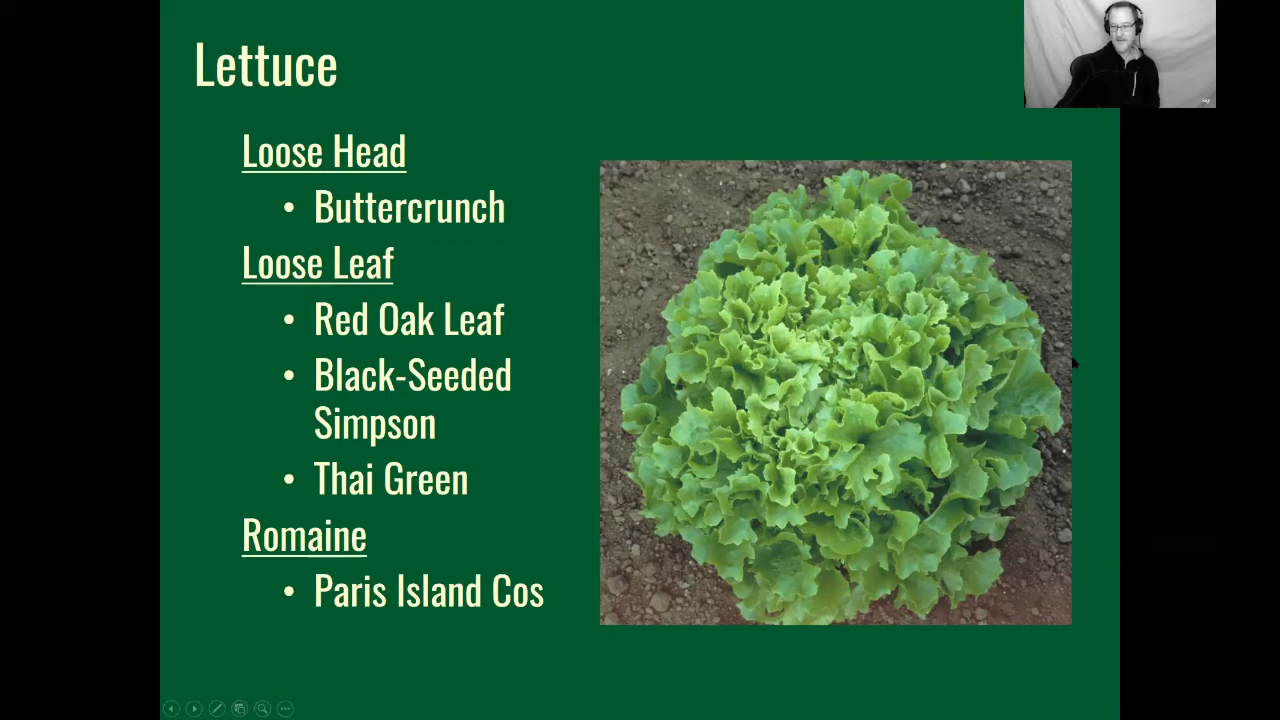 Lettuce
Loose Head
• Buttercrunch
Loose Leaf
• Red Oak Leaf
• Black-Seeded
Simpson
• Thai Green
Romaine
• Paris Island Cos